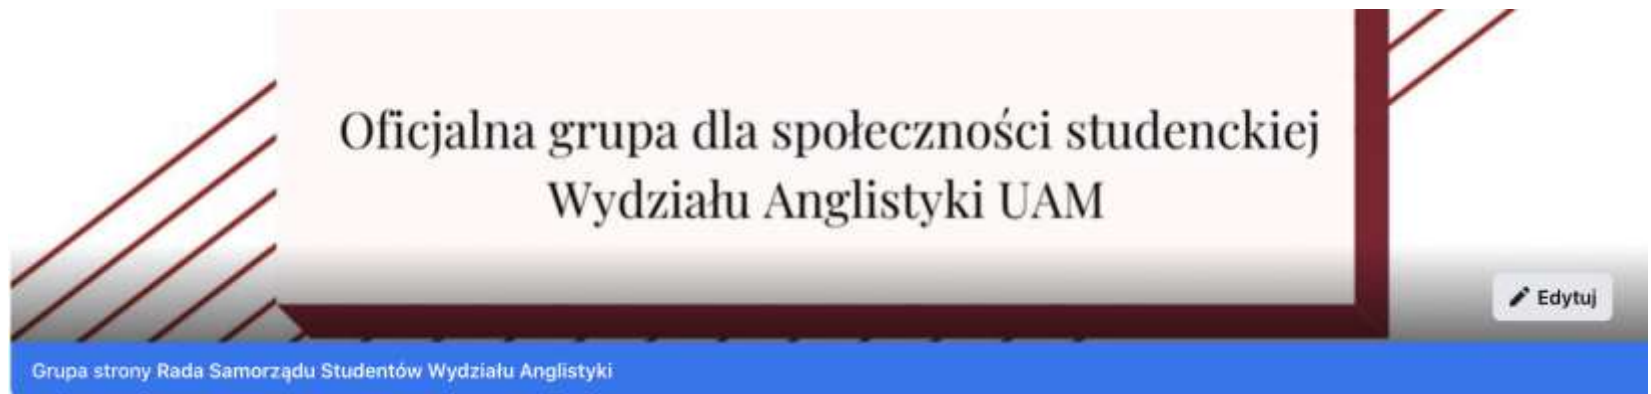 Oficjalna grupa dla społeczności studenckiej
Wydziału Anglistyki UAM
Edytuj
Grupa strony Rada Samorządu Studentów Wydziału Anglistyki